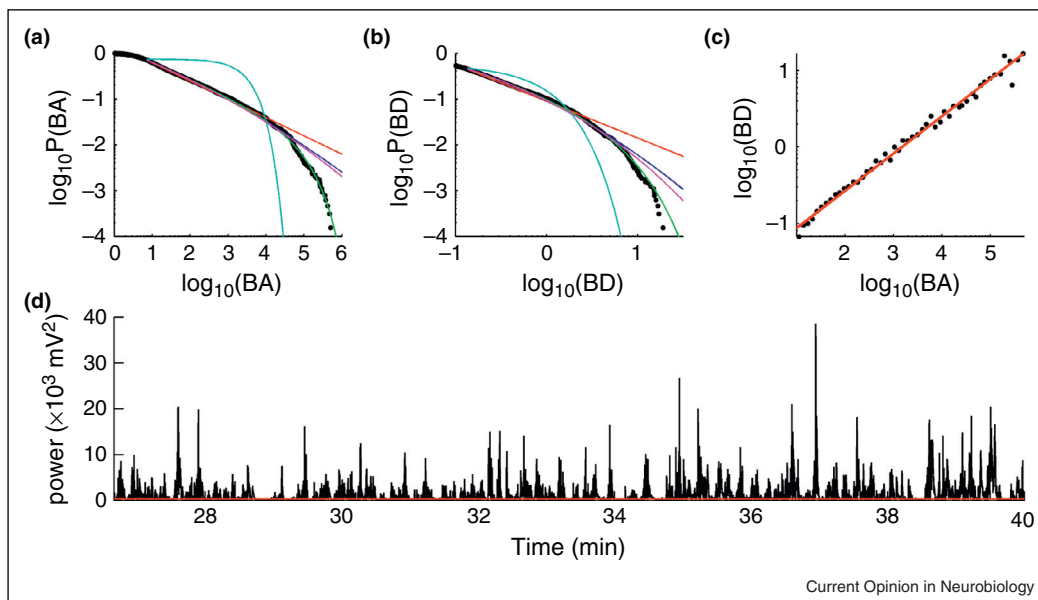 (a)
0
–1
–2
–3
–4
log10P(BA)
0 1 2 3 4 5 6
log10(BA)
(b)
0
–1
–2
–3
–4
log10P(BD)
–1 0 1
log10(BD)
(c)
1
0
–1
log10(BD)
2 3 4 5
log10(BA)
(d)
40
30
20
10
0
power (×10³ mV²)
28 30 32 34 36 38 40
Time (min)
Current Opinion in Neurobiology